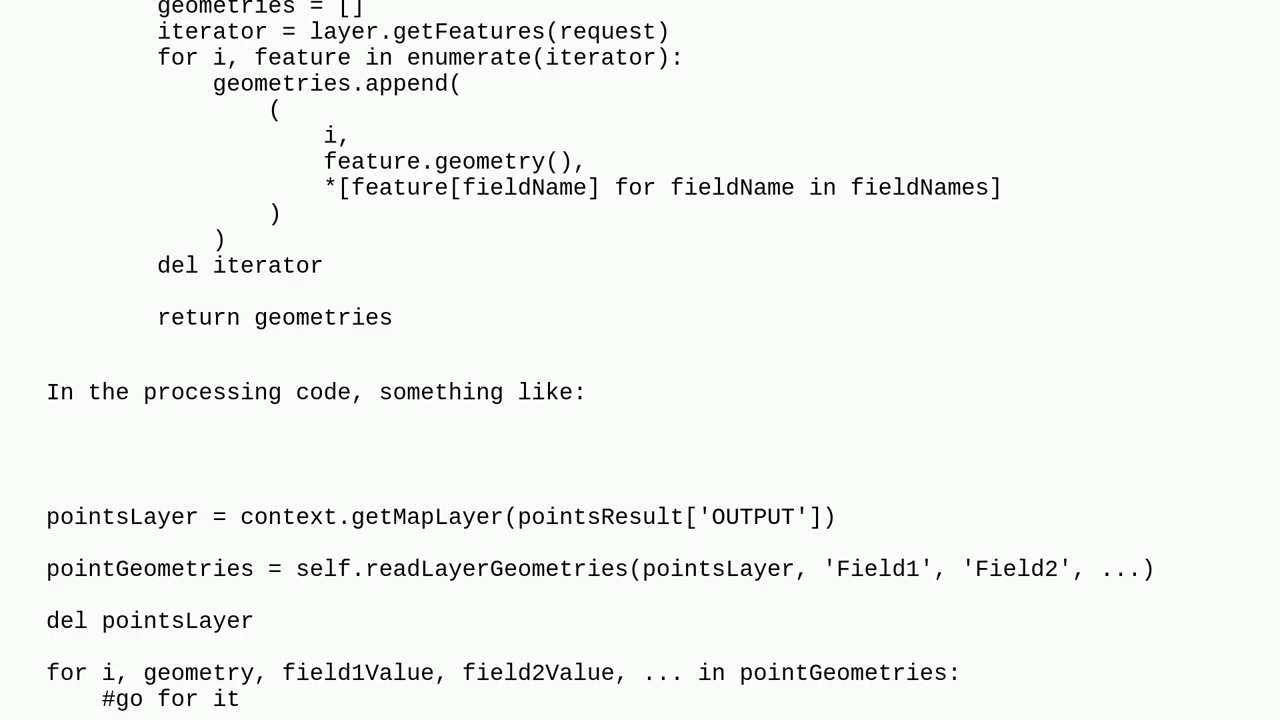 geometries = []
iterator = layer.getFeatures(request)
for i, feature in enumerate(iterator):
geometries.append(
(
i,
feature.geometry(),
*[feature[fieldName] for fieldName in fieldNames]
)
)
del iterator
return geometries
In the processing code, something like:
pointsLayer = context.getMapLayer(pointsResult['OUTPUT'])
pointGeometries = self.readLayerGeometries(pointsLayer, 'Field1', 'Field2', ...)
del pointsLayer
for i, geometry, field1Value, field2Value, ... in pointGeometries:
#go for it